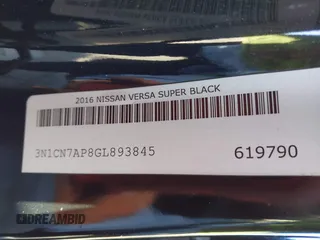 2016 NISSAN VERSA SUPER BLACK
3N1CN7AP8GL893845 619790
DREAMBID